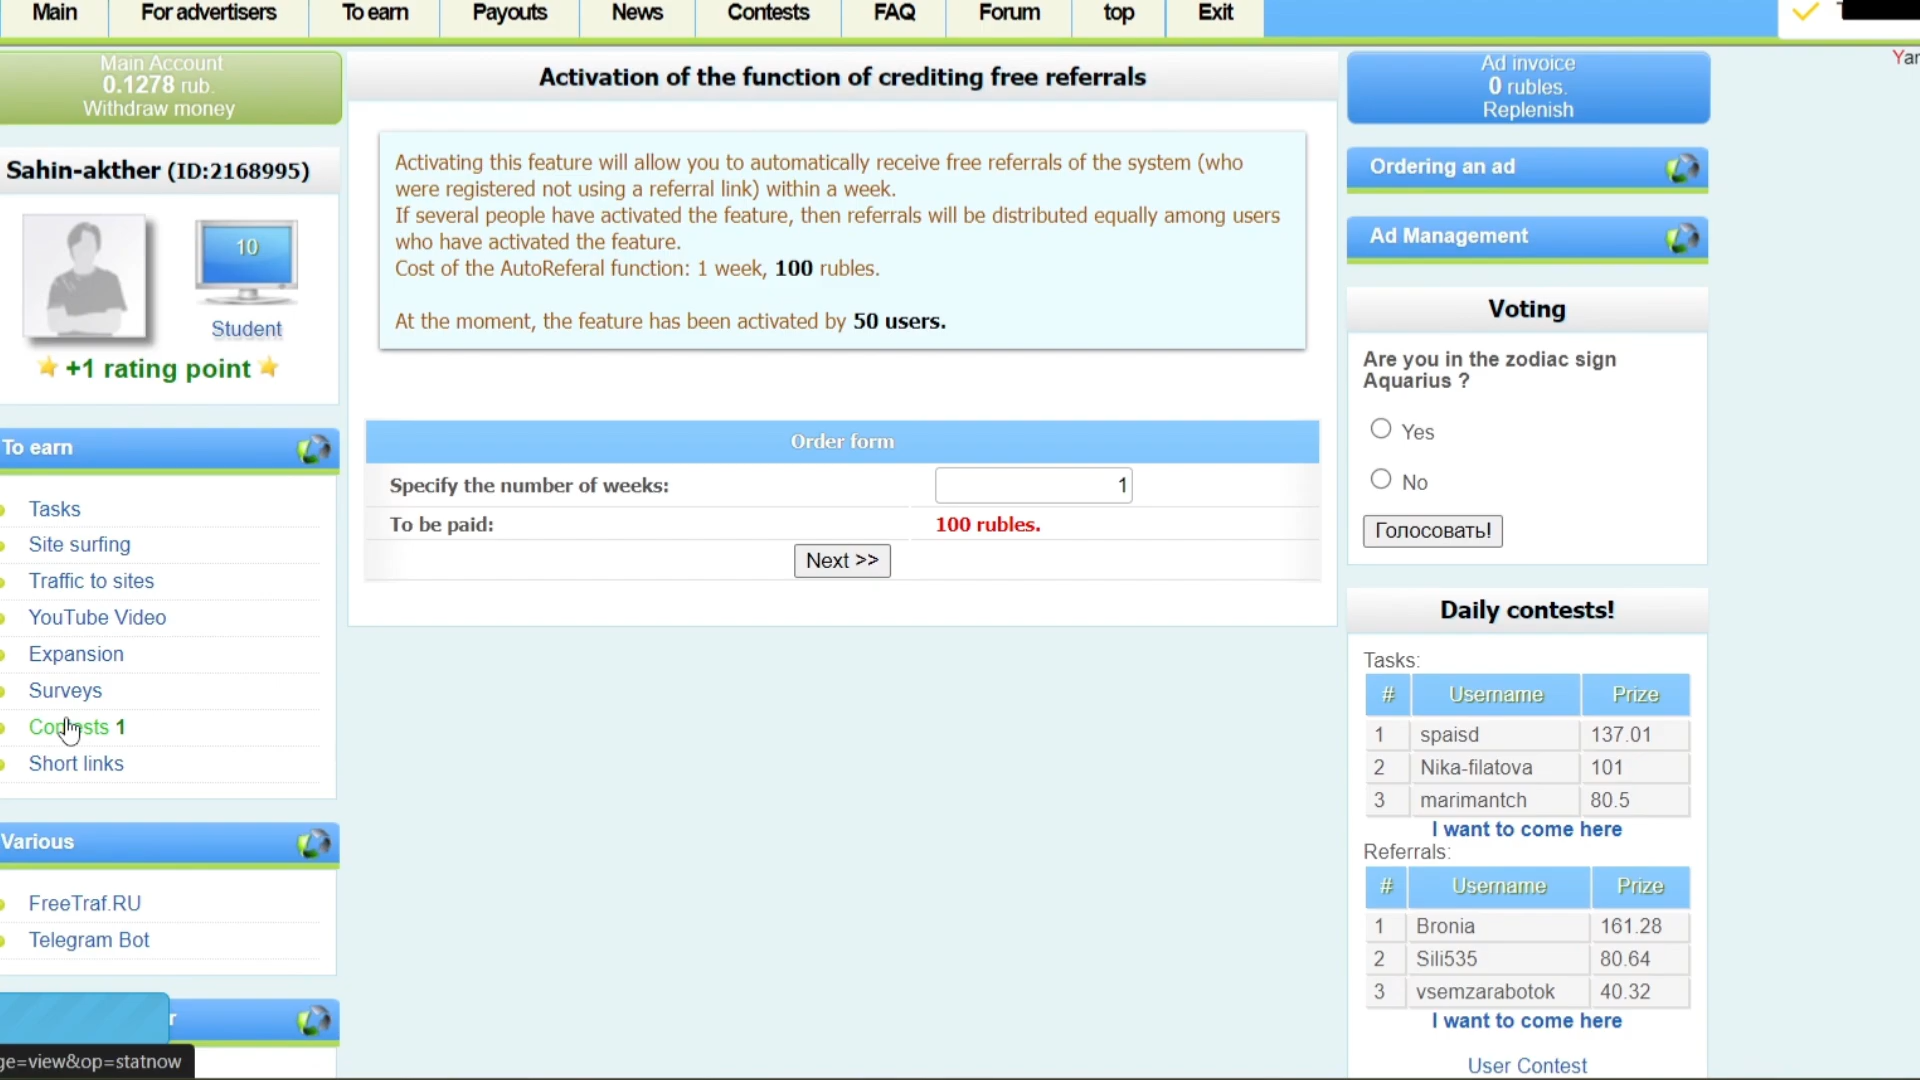 Main
For advertisers
To earn
Payouts
News
Contests
FAQ
Forum
top
Exit
Main Account
0.1278 rub.
Withdraw money
Sahin-akther (ID:2168995)
10
Student
+1 rating point
To earn
Tasks
Site surfing
Traffic to sites
YouTube Video
Expansion
Surveys
Contests 1
Short links
Various
FreeTraf.RU
Telegram Bot
ge=view&op=statnow
Activation of the function of crediting free referrals
Activating this feature will allow you to automatically receive free referrals of the system (who
were registered not using a referral link) within a week.
If several people have activated the feature, then referrals will be distributed equally among users
who have activated the feature.
Cost of the AutoReferal function: 1 week, 100 rubles.
At the moment, the feature has been activated by 50 users.
Order form
Specify the number of weeks: 1
To be paid: 100 rubles.
Next >>
Ad invoice
0 rubles.
Replenish
Ordering an ad
Ad Management
Voting
Are you in the zodiac sign
Aquarius ?
Yes
No
Голосовать!
Daily contests!
Tasks:
# Username Prize
1 spaisd 137.01
2 Nika-filatova 101
3 marimantch 80.5
I want to come here
Referrals:
# Username Prize
1 Bronia 161.28
2 Sili535 80.64
3 vsemzarabotok 40.32
I want to come here
User Contest